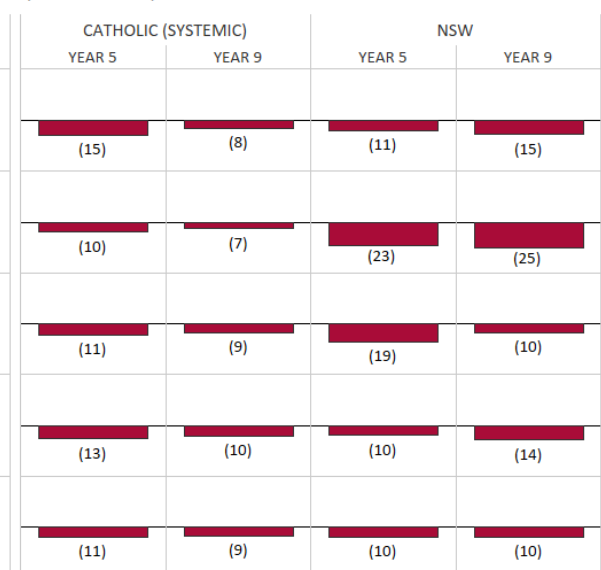 CATHOLIC (SYSTEMIC) NSW
YEAR 5 YEAR 9 YEAR 5 YEAR 9
(15) (8) (11) (15)
(10) (7) (23) (25)
(11) (9) (19) (10)
(13) (10) (10) (14)
(11) (9) (10) (10)